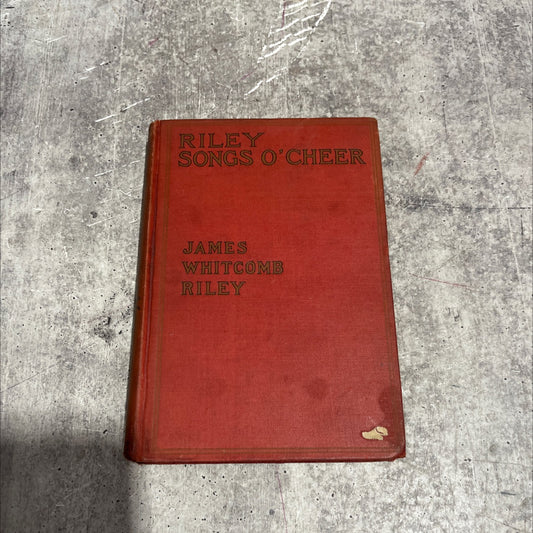 RILEY
SONGS O' CHEER
JAMES
WHITCOMB
RILEY